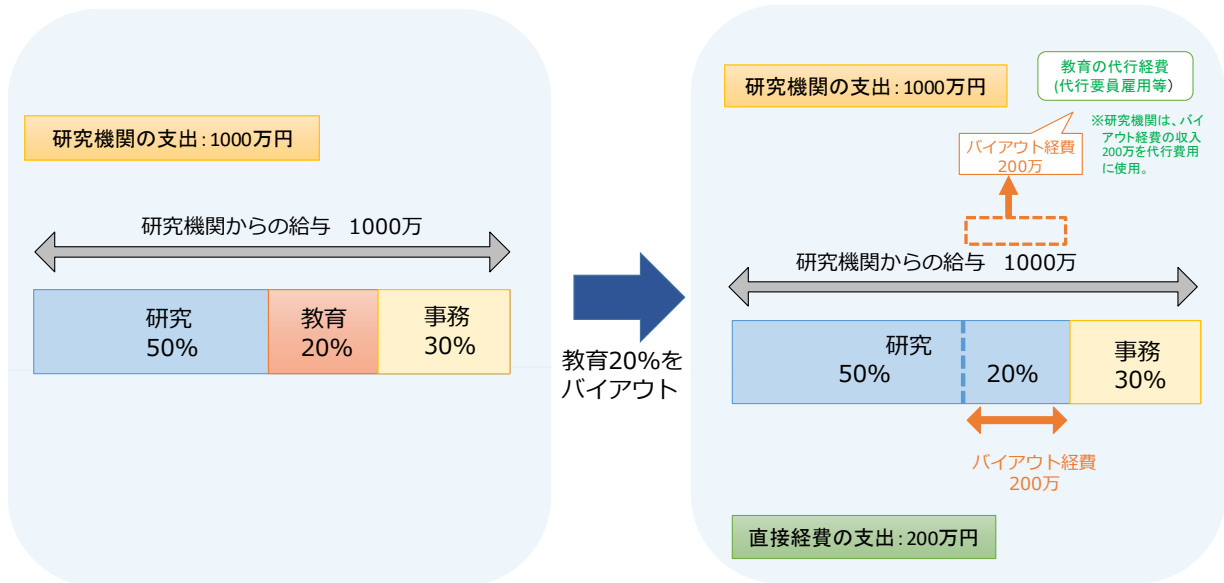 研究機関の支出：1000万円
研究機関からの給与　1000万
研究
50%
教育
20%
事務
30%
教育20%を
バイアウト
研究機関の支出：1000万円
教育の代行経費
(代行要員雇用等)
※研究機関は、バイ
アウト経費の収入
200万を代行費用
に使用。
バイアウト経費
200万
研究機関からの給与　1000万
研究
50%
20%
事務
30%
バイアウト経費
200万
直接経費の支出：200万円